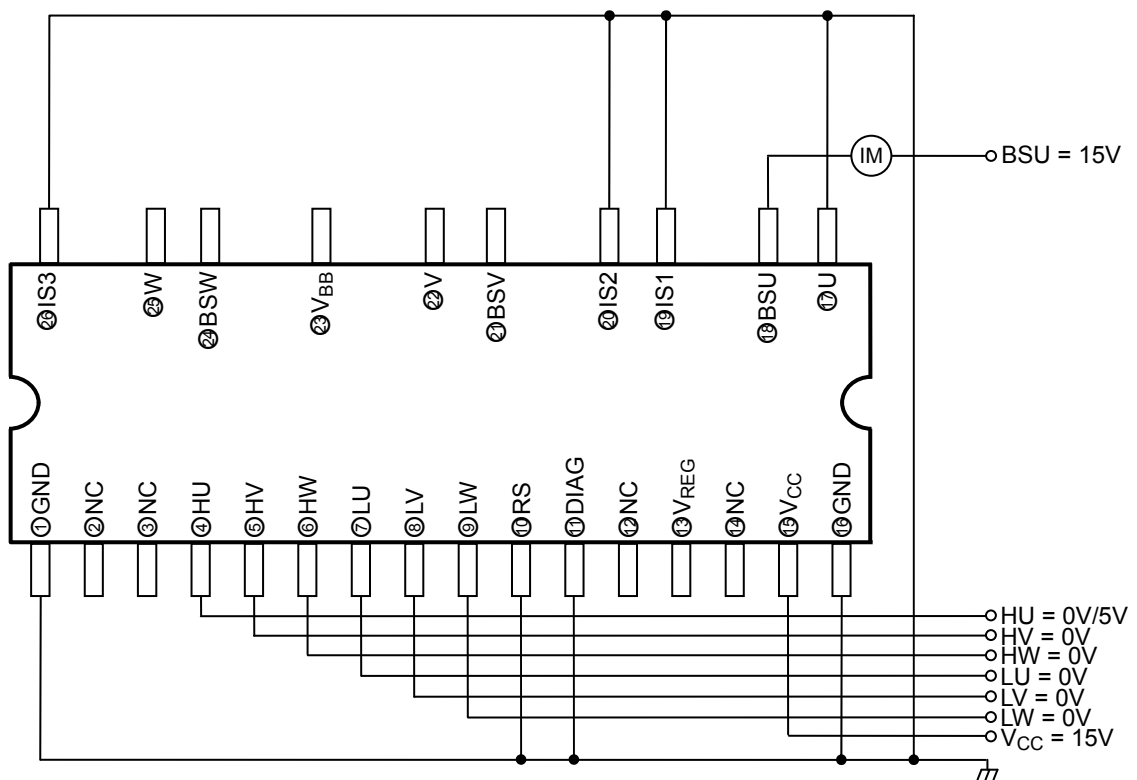 IM
BSU = 15V
㉖IS3
㉕W
㉔BSW
㉓VBB
㉒V
㉑BSV
⑳IS2
⑲IS1
⑱BSU
⑰U
①GND
②NC
③NC
④HU
⑤HV
⑥HW
⑦LU
⑧LV
⑨LW
⑩RS
⑪DIAG
⑫NC
⑬VREG
⑭NC
⑮VCC
⑯GND
HU = 0V/5V
HV = 0V
HW = 0V
LU = 0V
LV = 0V
LW = 0V
VCC = 15V